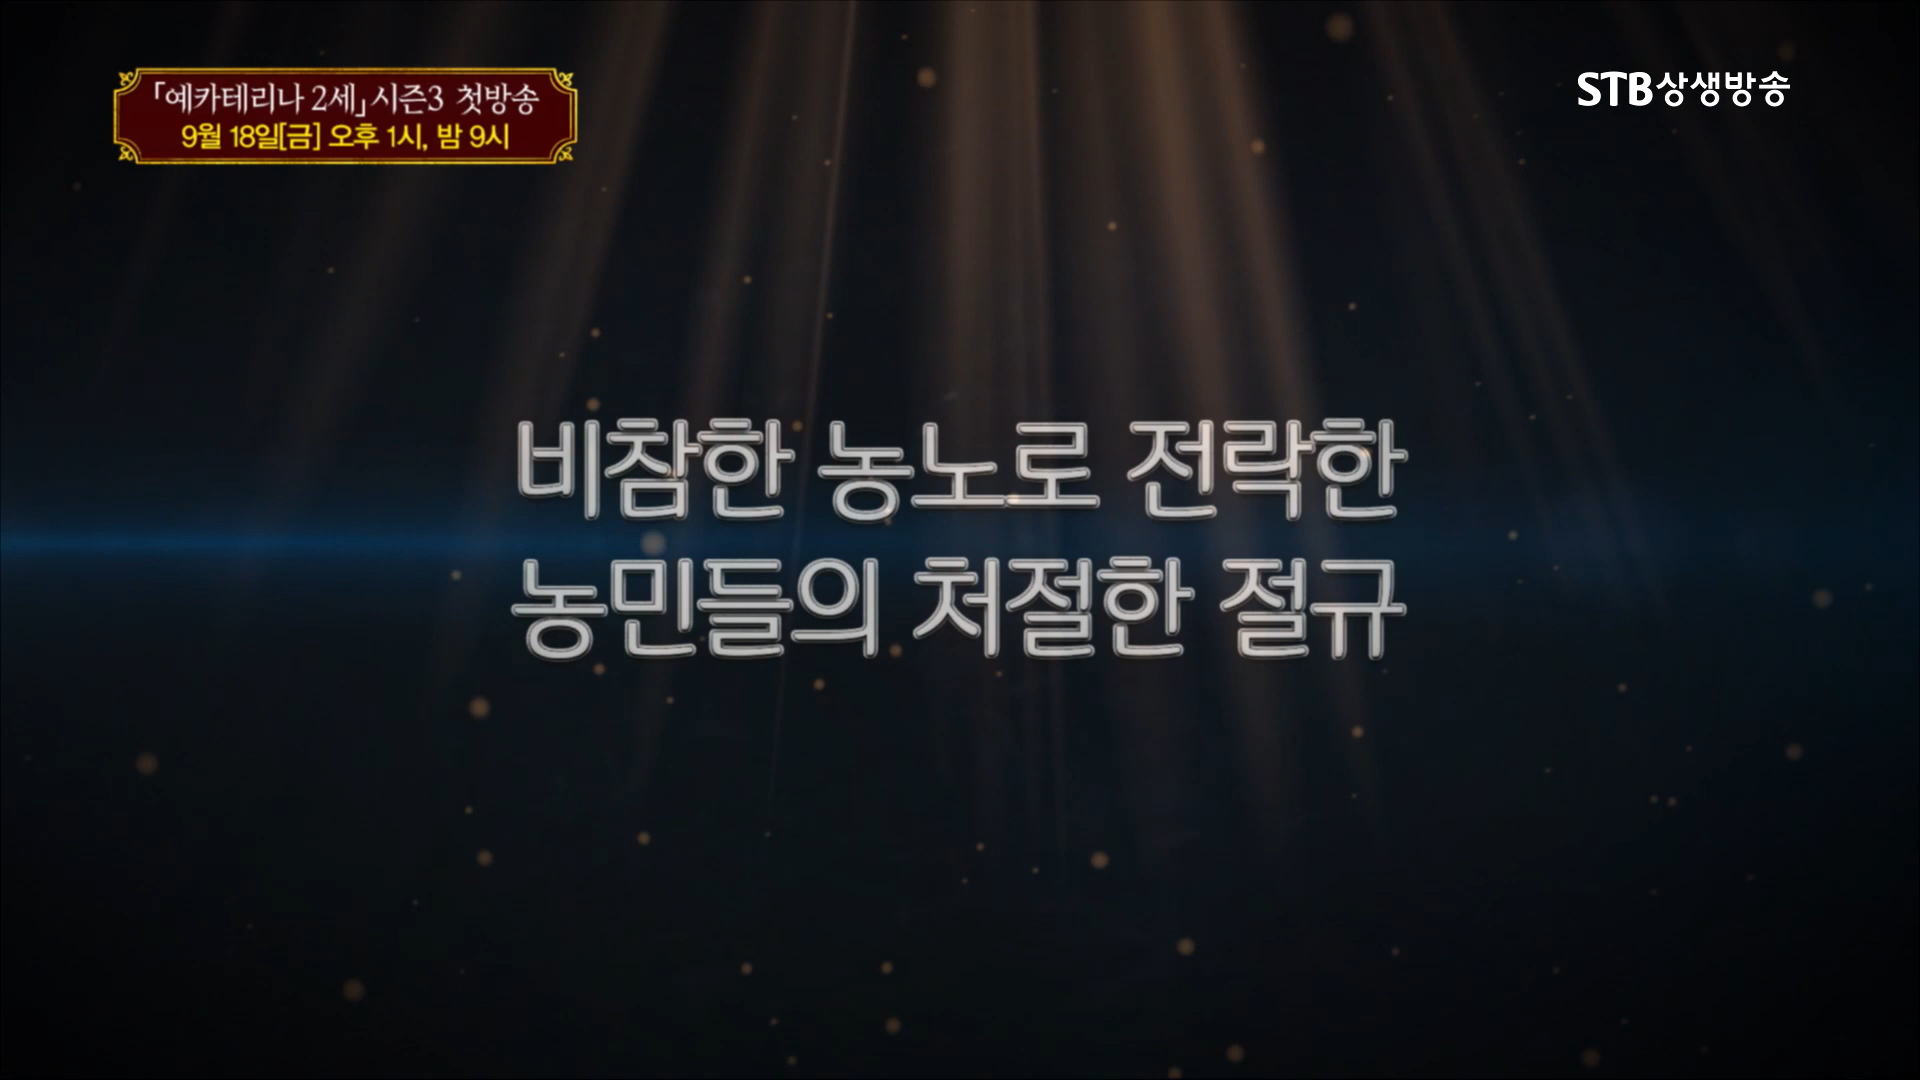 「예카테리나 2세」 시즌3 첫방송
9월 18일[금] 오후 1시, 밤 9시
STB상생방송
비참한 농노로 전락한
농민들의 처절한 절규